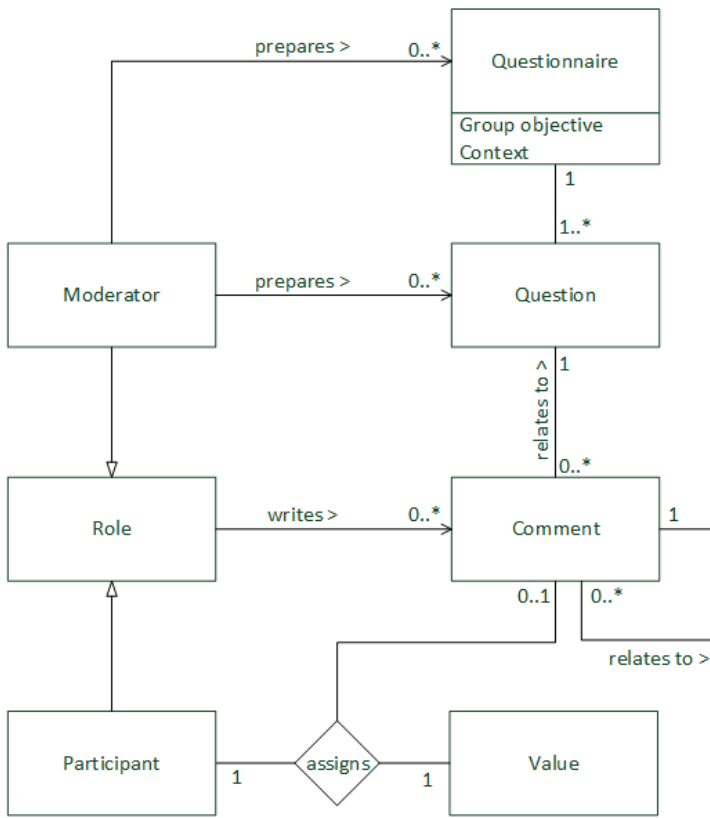 prepares >
0..*
Questionnaire
Group objective
Context
1
1..*
Moderator
prepares >
0..*
Question
1
relates to >
0..*
Role
writes >
0..*
Comment
1
0..1
0..*
relates to >
Participant
1
assigns
1
Value